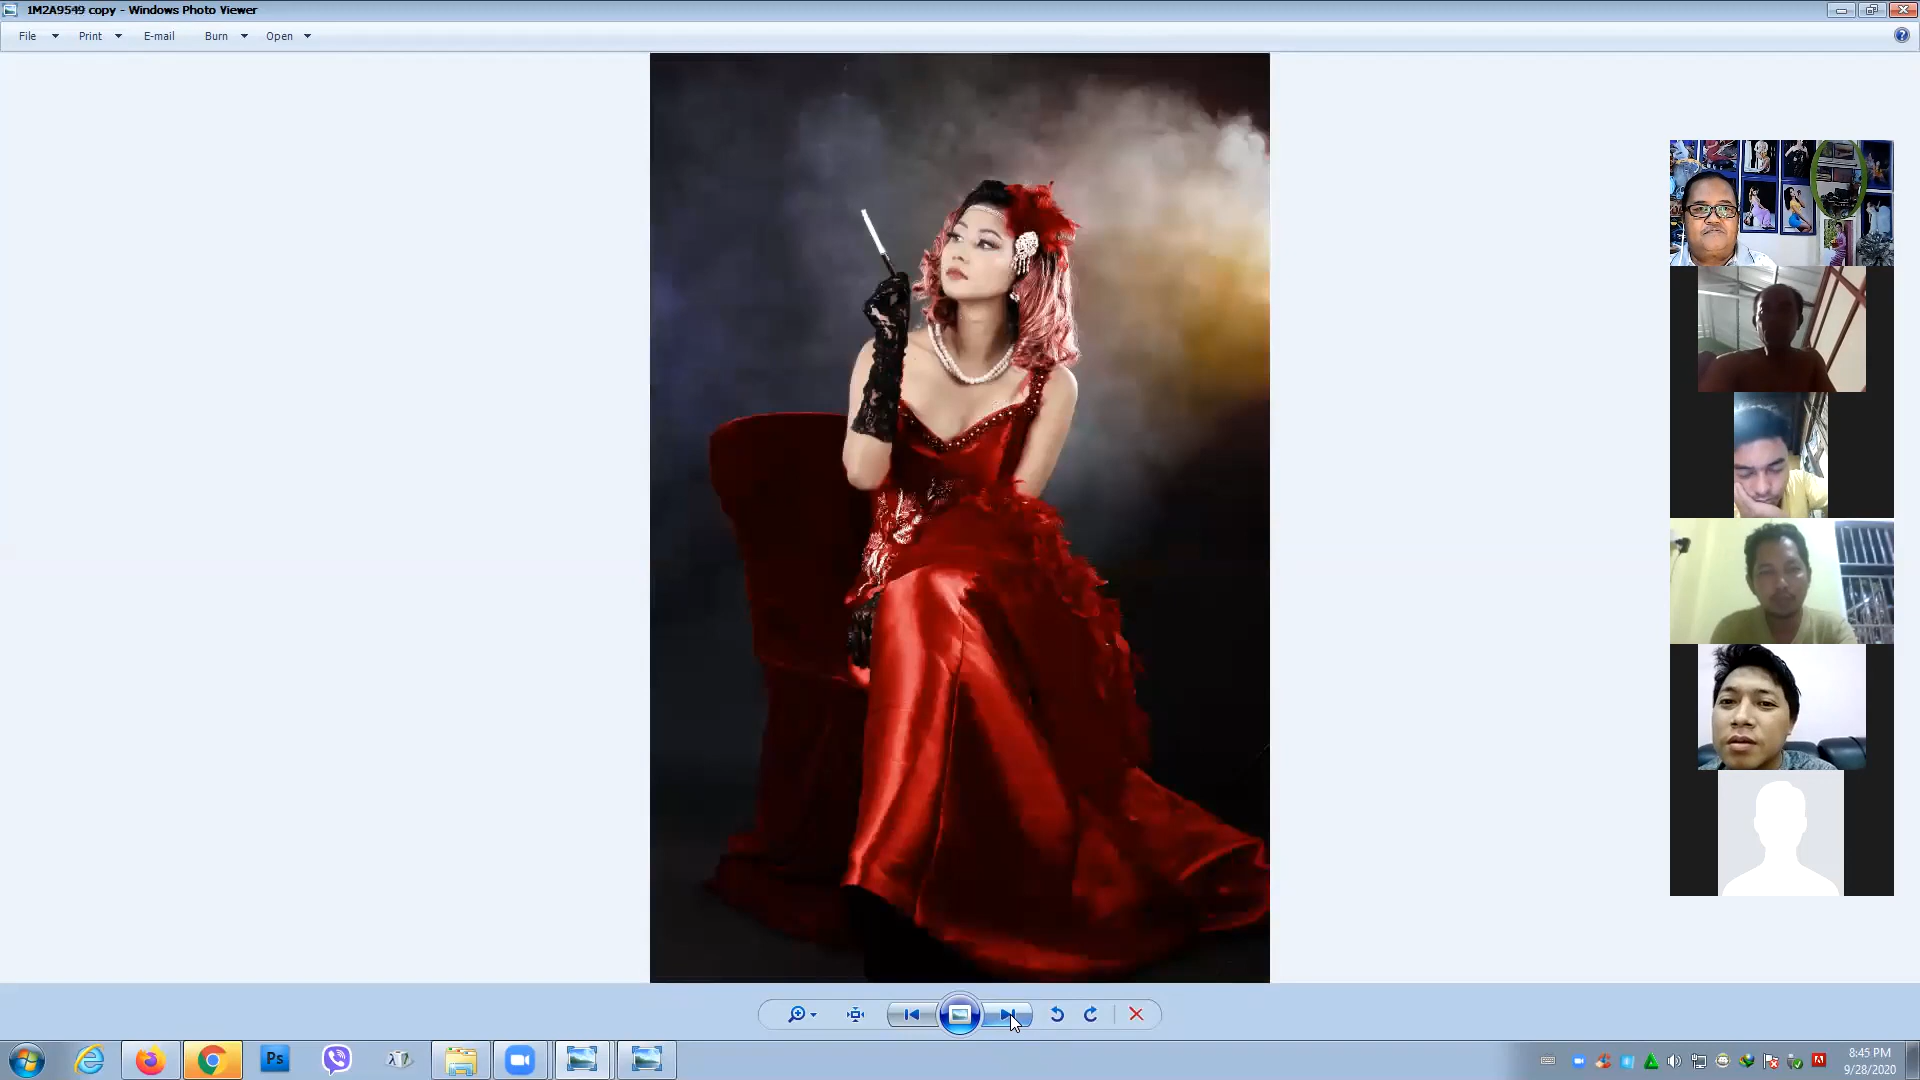 1M2A9549 copy - Windows Photo Viewer
File Print E-mail Burn Open
?
Ps
8:45 PM
9/28/2020